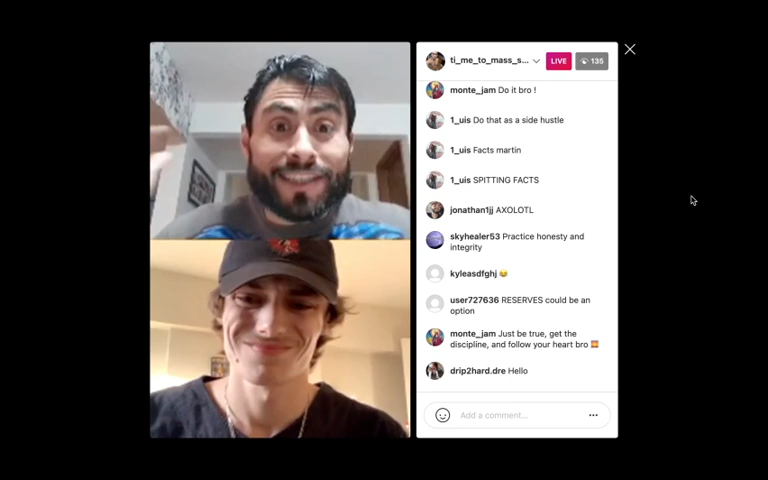 ti_me_to_mass_s... LIVE 135
monte_jam Do it bro !
1_uis Do that as a side hustle
1_uis Facts martin
1_uis SPITTING FACTS
jonathan1jj AXOLOTL
skyhealer53 Practice honesty and
integrity
kyleasdfghj 😂
user727636 RESERVES could be an
option
monte_jam Just be true, get the
discipline, and follow your heart bro 🌅
drip2hard.dre Hello
Add a comment...